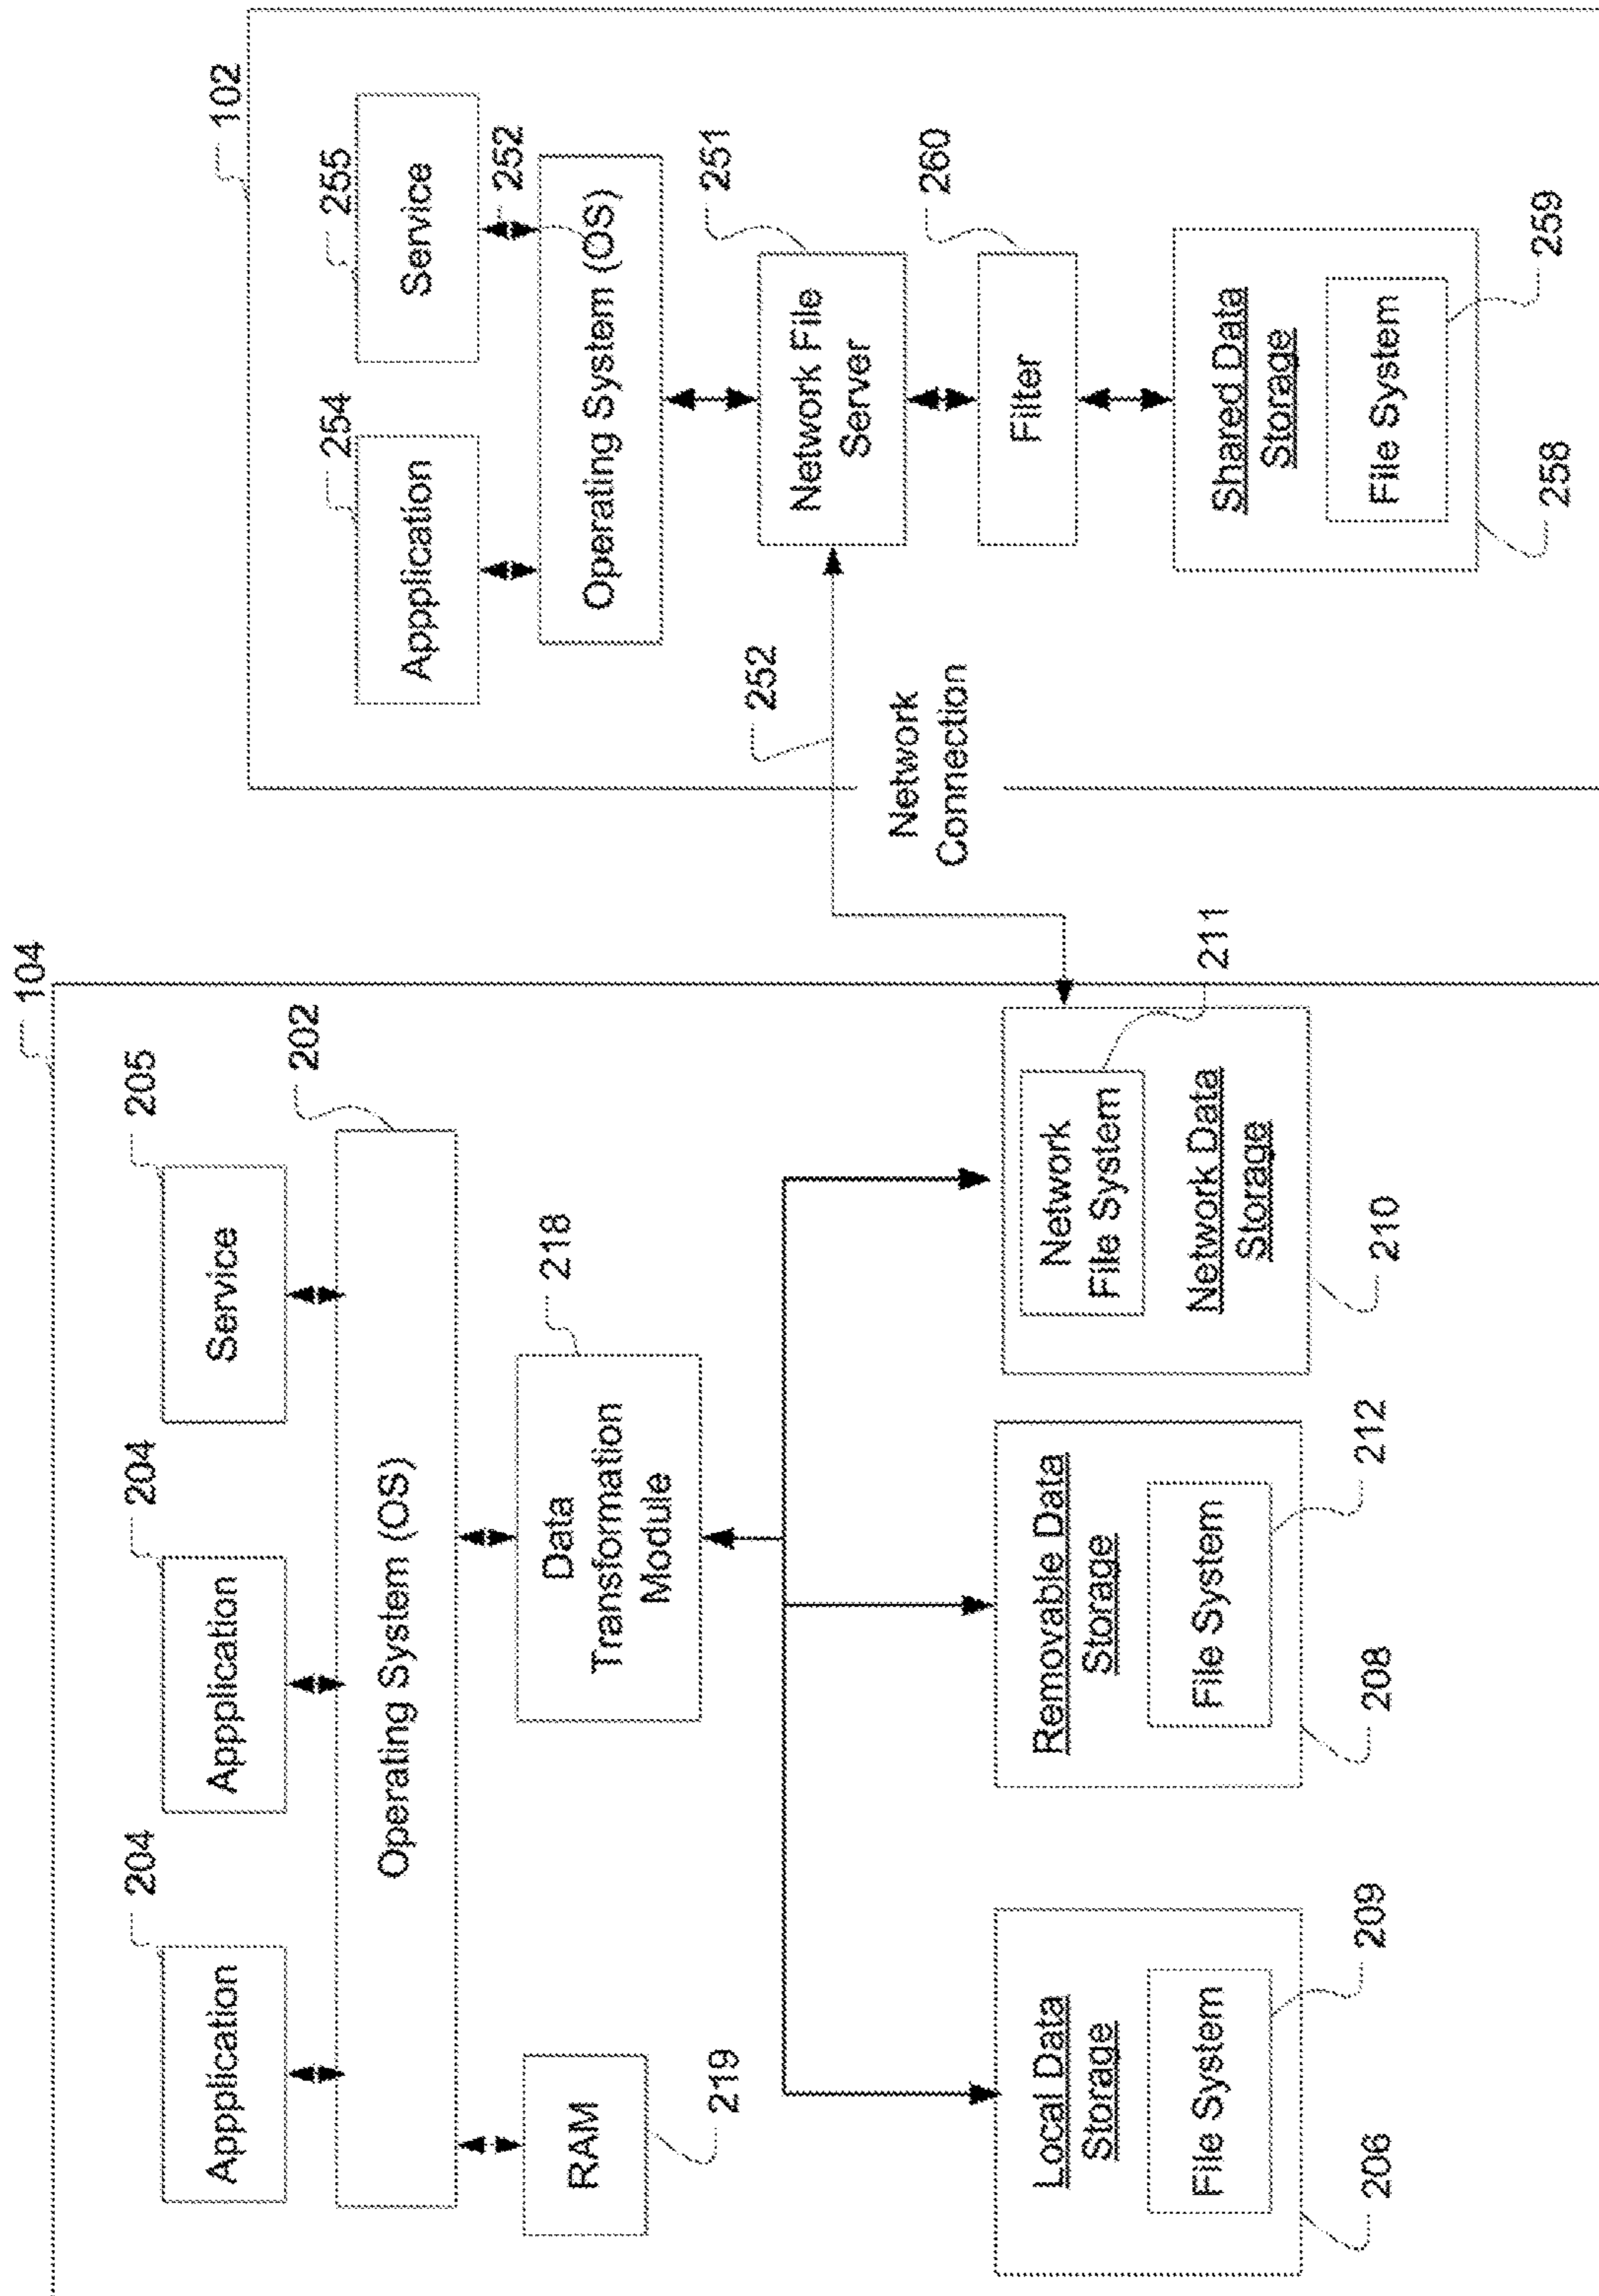 104
204
204
205
Application
Application
Service
202
Operating System (OS)
RAM
219
Data
Transformation
Module
218
Local Data
Storage
File System
209
206
Removable Data
Storage
File System
212
208
Network
File System
Network Data
Storage
211
210
252
Network
Connection
102
254
255
Application
Service
252
Operating System (OS)
Network File
Server
251
Filter
260
Shared Data
Storage
File System
259
258